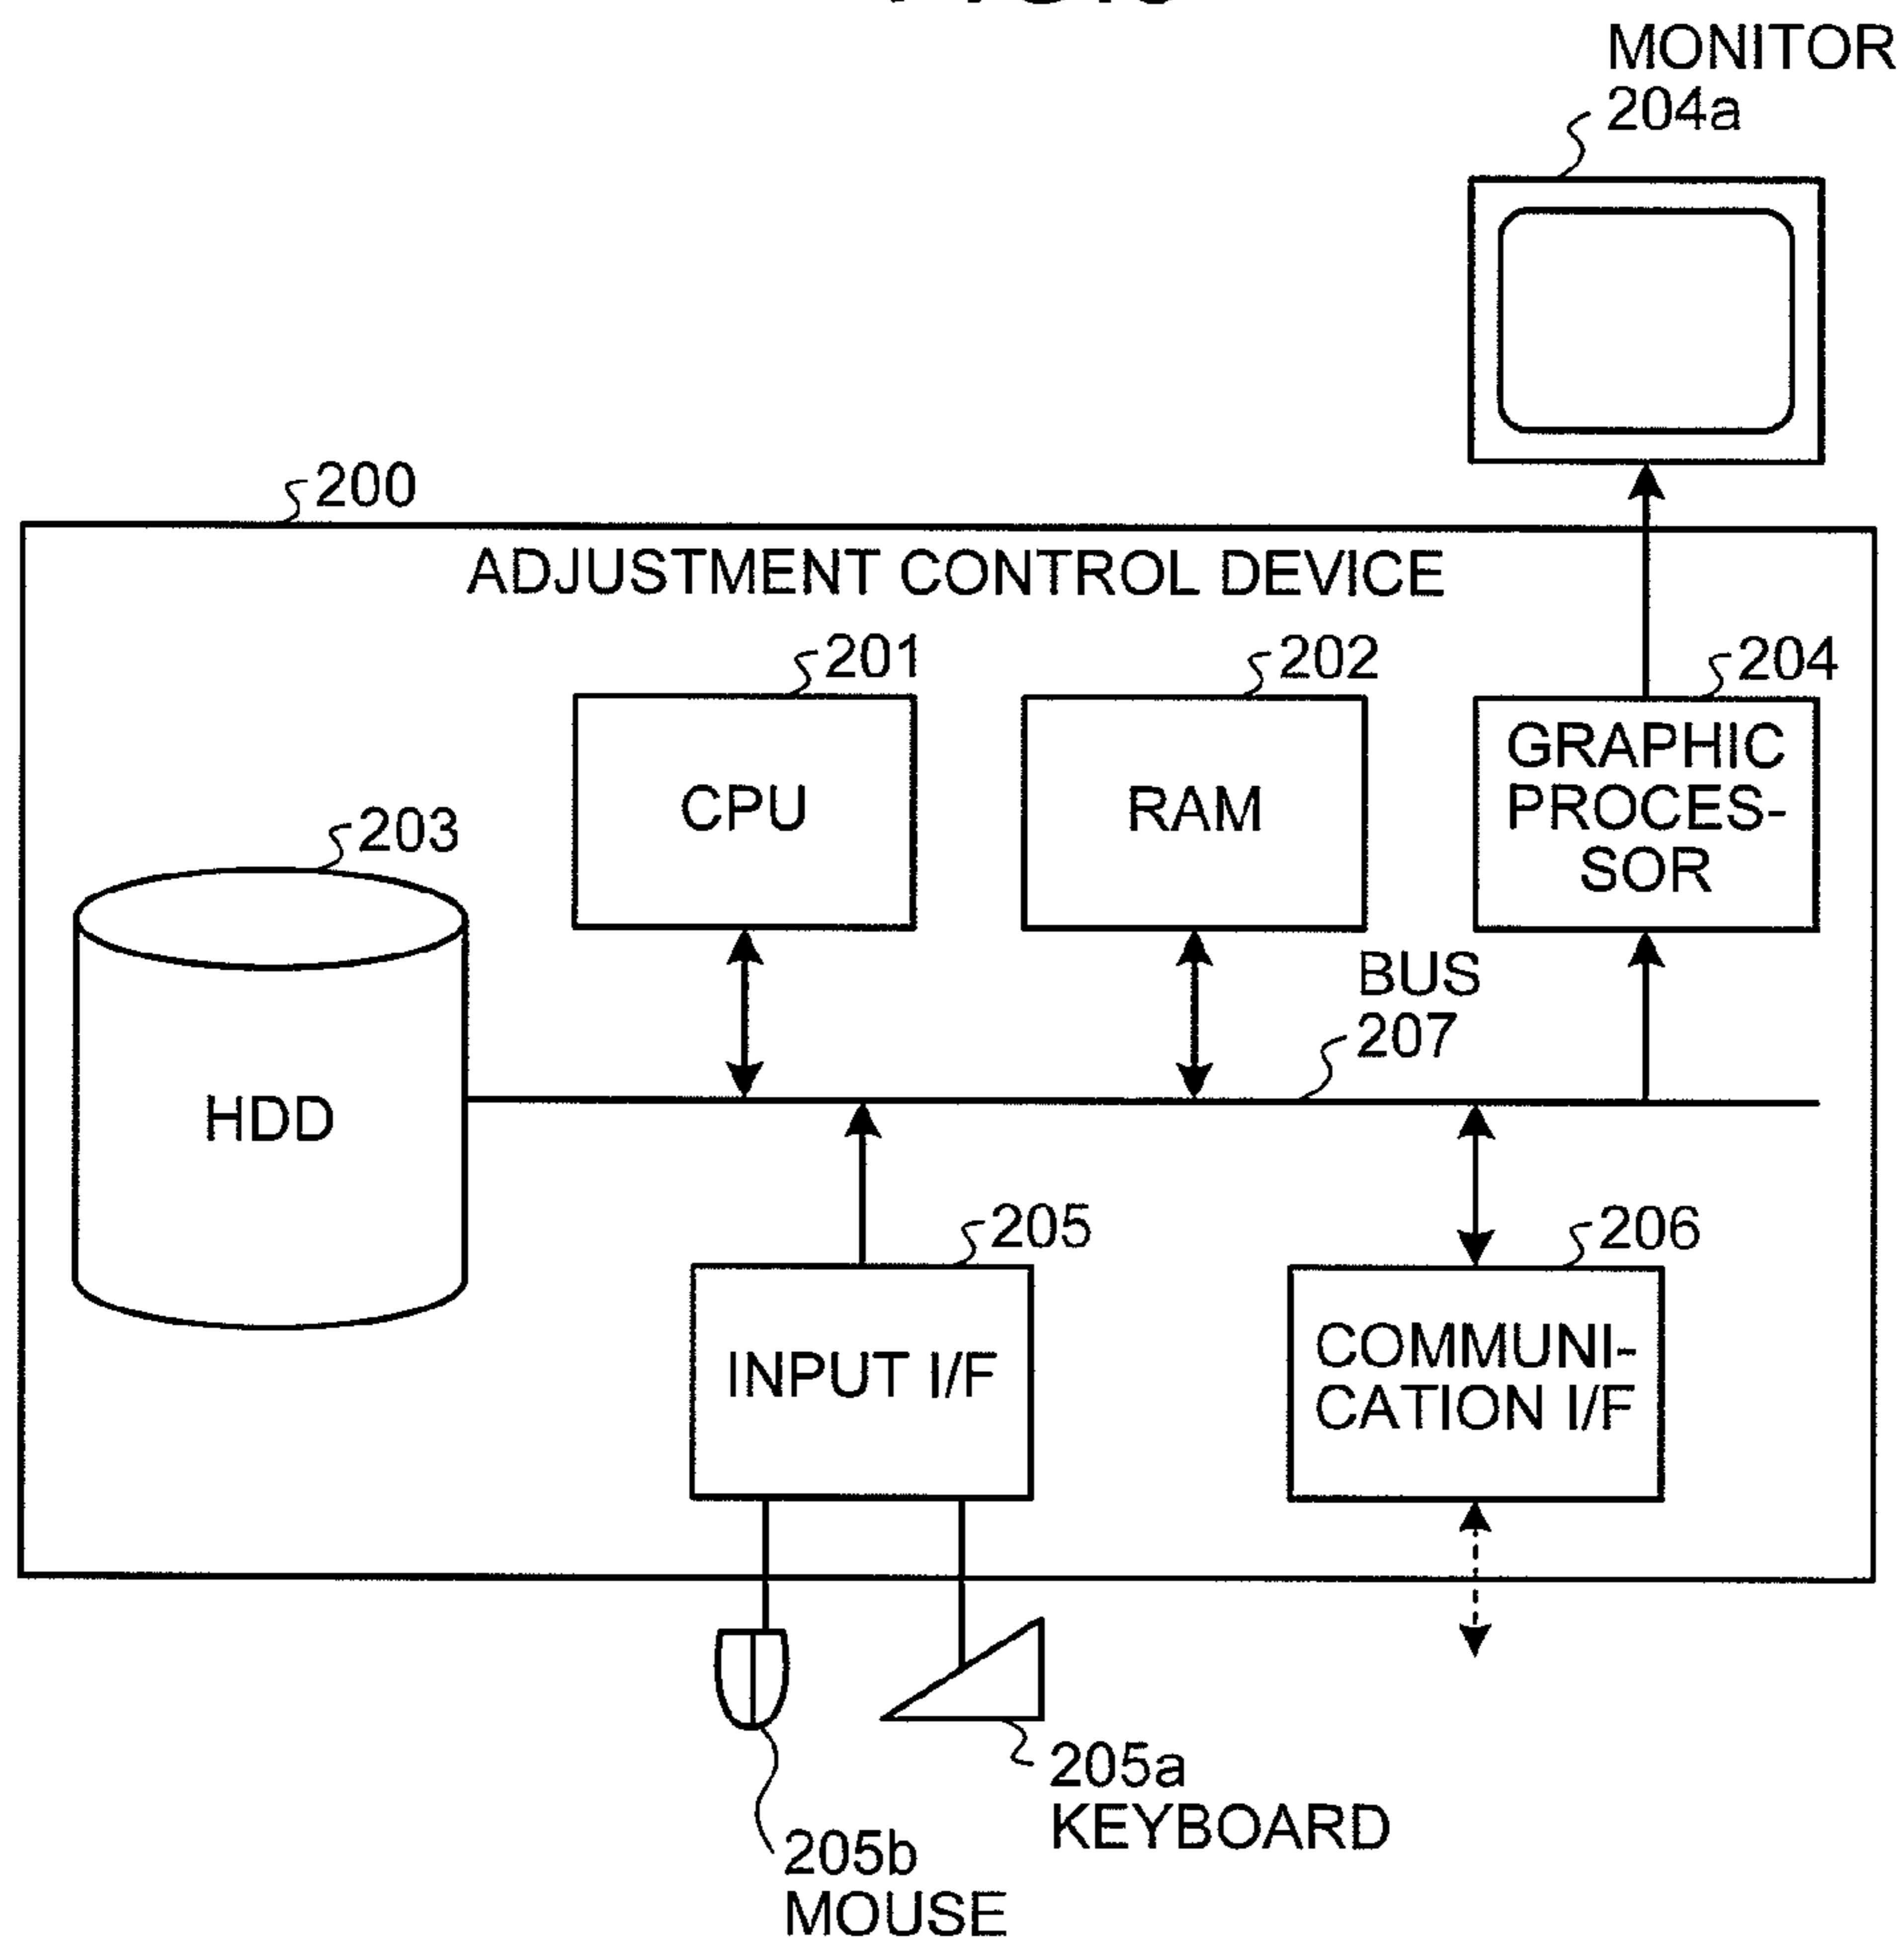 MONITOR
204a
200
ADJUSTMENT CONTROL DEVICE
201
202
204
CPU
RAM
GRAPHIC
PROCES-
SOR
203
HDD
BUS
207
205
206
INPUT I/F
COMMUNI-
CATION I/F
205a
KEYBOARD
205b
MOUSE